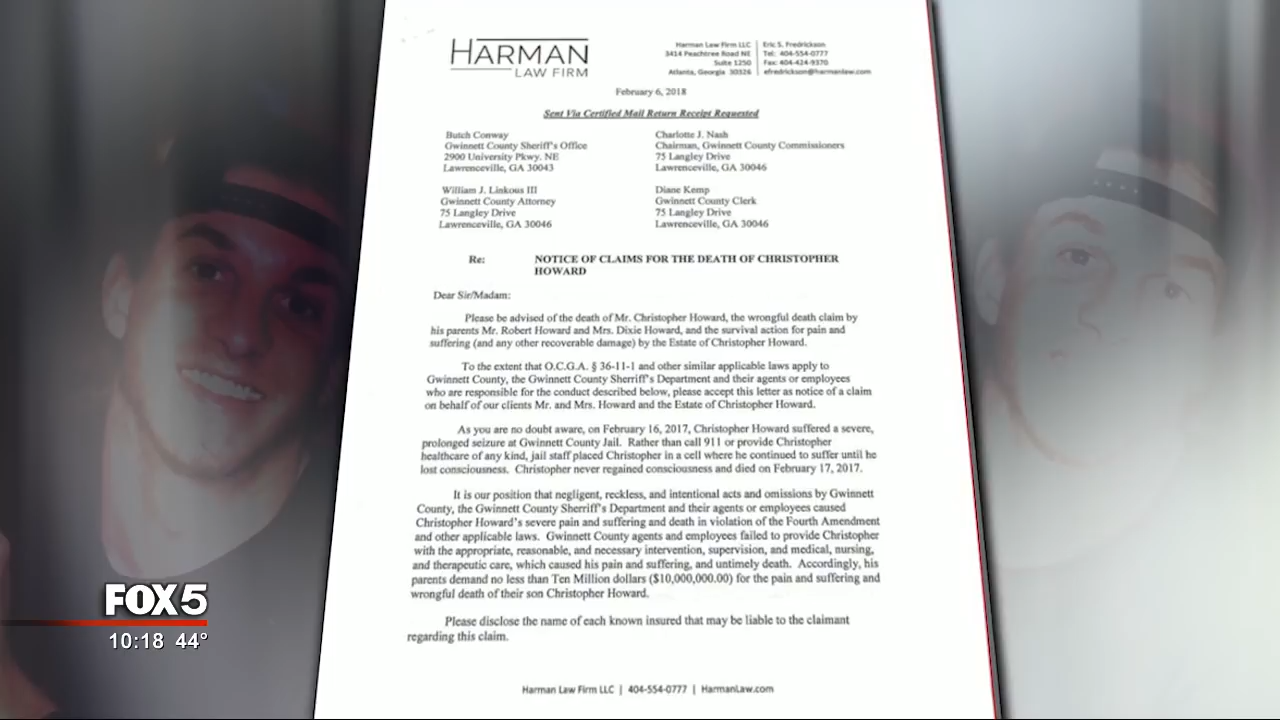 HARMAN
LAW FIRM
Harman Law Firm LLC
3414 Peachtree Road NE
Suite 1250
Atlanta, Georgia 30326
Eric S. Fredrickson
Tel: 404-554-0777
Fax: 404-424-9370
efredrickson@harmanlaw.com
February 6, 2018
Sent Via Certified Mail Return Receipt Requested
Butch Conway
Gwinnett County Sheriff's Office
2900 University Pkwy. NE
Lawrenceville, GA 30043
Charlotte J. Nash
Chairman, Gwinnett County Commissioners
75 Langley Drive
Lawrenceville, GA 30046
William J. Linkous III
Gwinnett County Attorney
75 Langley Drive
Lawrenceville, GA 30046
Diane Kemp
Gwinnett County Clerk
75 Langley Drive
Lawrenceville, GA 30046
Re: NOTICE OF CLAIMS FOR THE DEATH OF CHRISTOPHER
HOWARD
Dear Sir/Madam:
Please be advised of the death of Mr. Christopher Howard, the wrongful death claim by
his parents Mr. Robert Howard and Mrs. Dixie Howard, and the survival action for pain and
suffering (and any other recoverable damage) by the Estate of Christopher Howard.
To the extent that O.C.G.A. § 36-11-1 and other similar applicable laws apply to
Gwinnett County, the Gwinnett County Sherriff's Department and their agents or employees
who are responsible for the conduct described below, please accept this letter as notice of a claim
on behalf of our clients Mr. and Mrs. Howard and the Estate of Christopher Howard.
As you are no doubt aware, on February 16, 2017, Christopher Howard suffered a severe,
prolonged seizure at Gwinnett County Jail. Rather than call 911 or provide Christopher
healthcare of any kind, jail staff placed Christopher in a cell where he continued to suffer until he
lost consciousness. Christopher never regained consciousness and died on February 17, 2017.
It is our position that negligent, reckless, and intentional acts and omissions by Gwinnett
County, the Gwinnett County Sherriff's Department and their agents or employees caused
Christopher Howard's severe pain and suffering and death in violation of the Fourth Amendment
and other applicable laws. Gwinnett County agents and employees failed to provide Christopher
with the appropriate, reasonable, and necessary intervention, supervision, and medical, nursing,
and therapeutic care, which caused his pain and suffering, and untimely death. Accordingly, his
parents demand no less than Ten Million dollars ($10,000,000.00) for the pain and suffering and
wrongful death of their son Christopher Howard.
Please disclose the name of each known insured that may be liable to the claimant
regarding this claim.
Harman Law Firm LLC | 404-554-0777 | HarmanLaw.com
FOX 5
10:18 44°